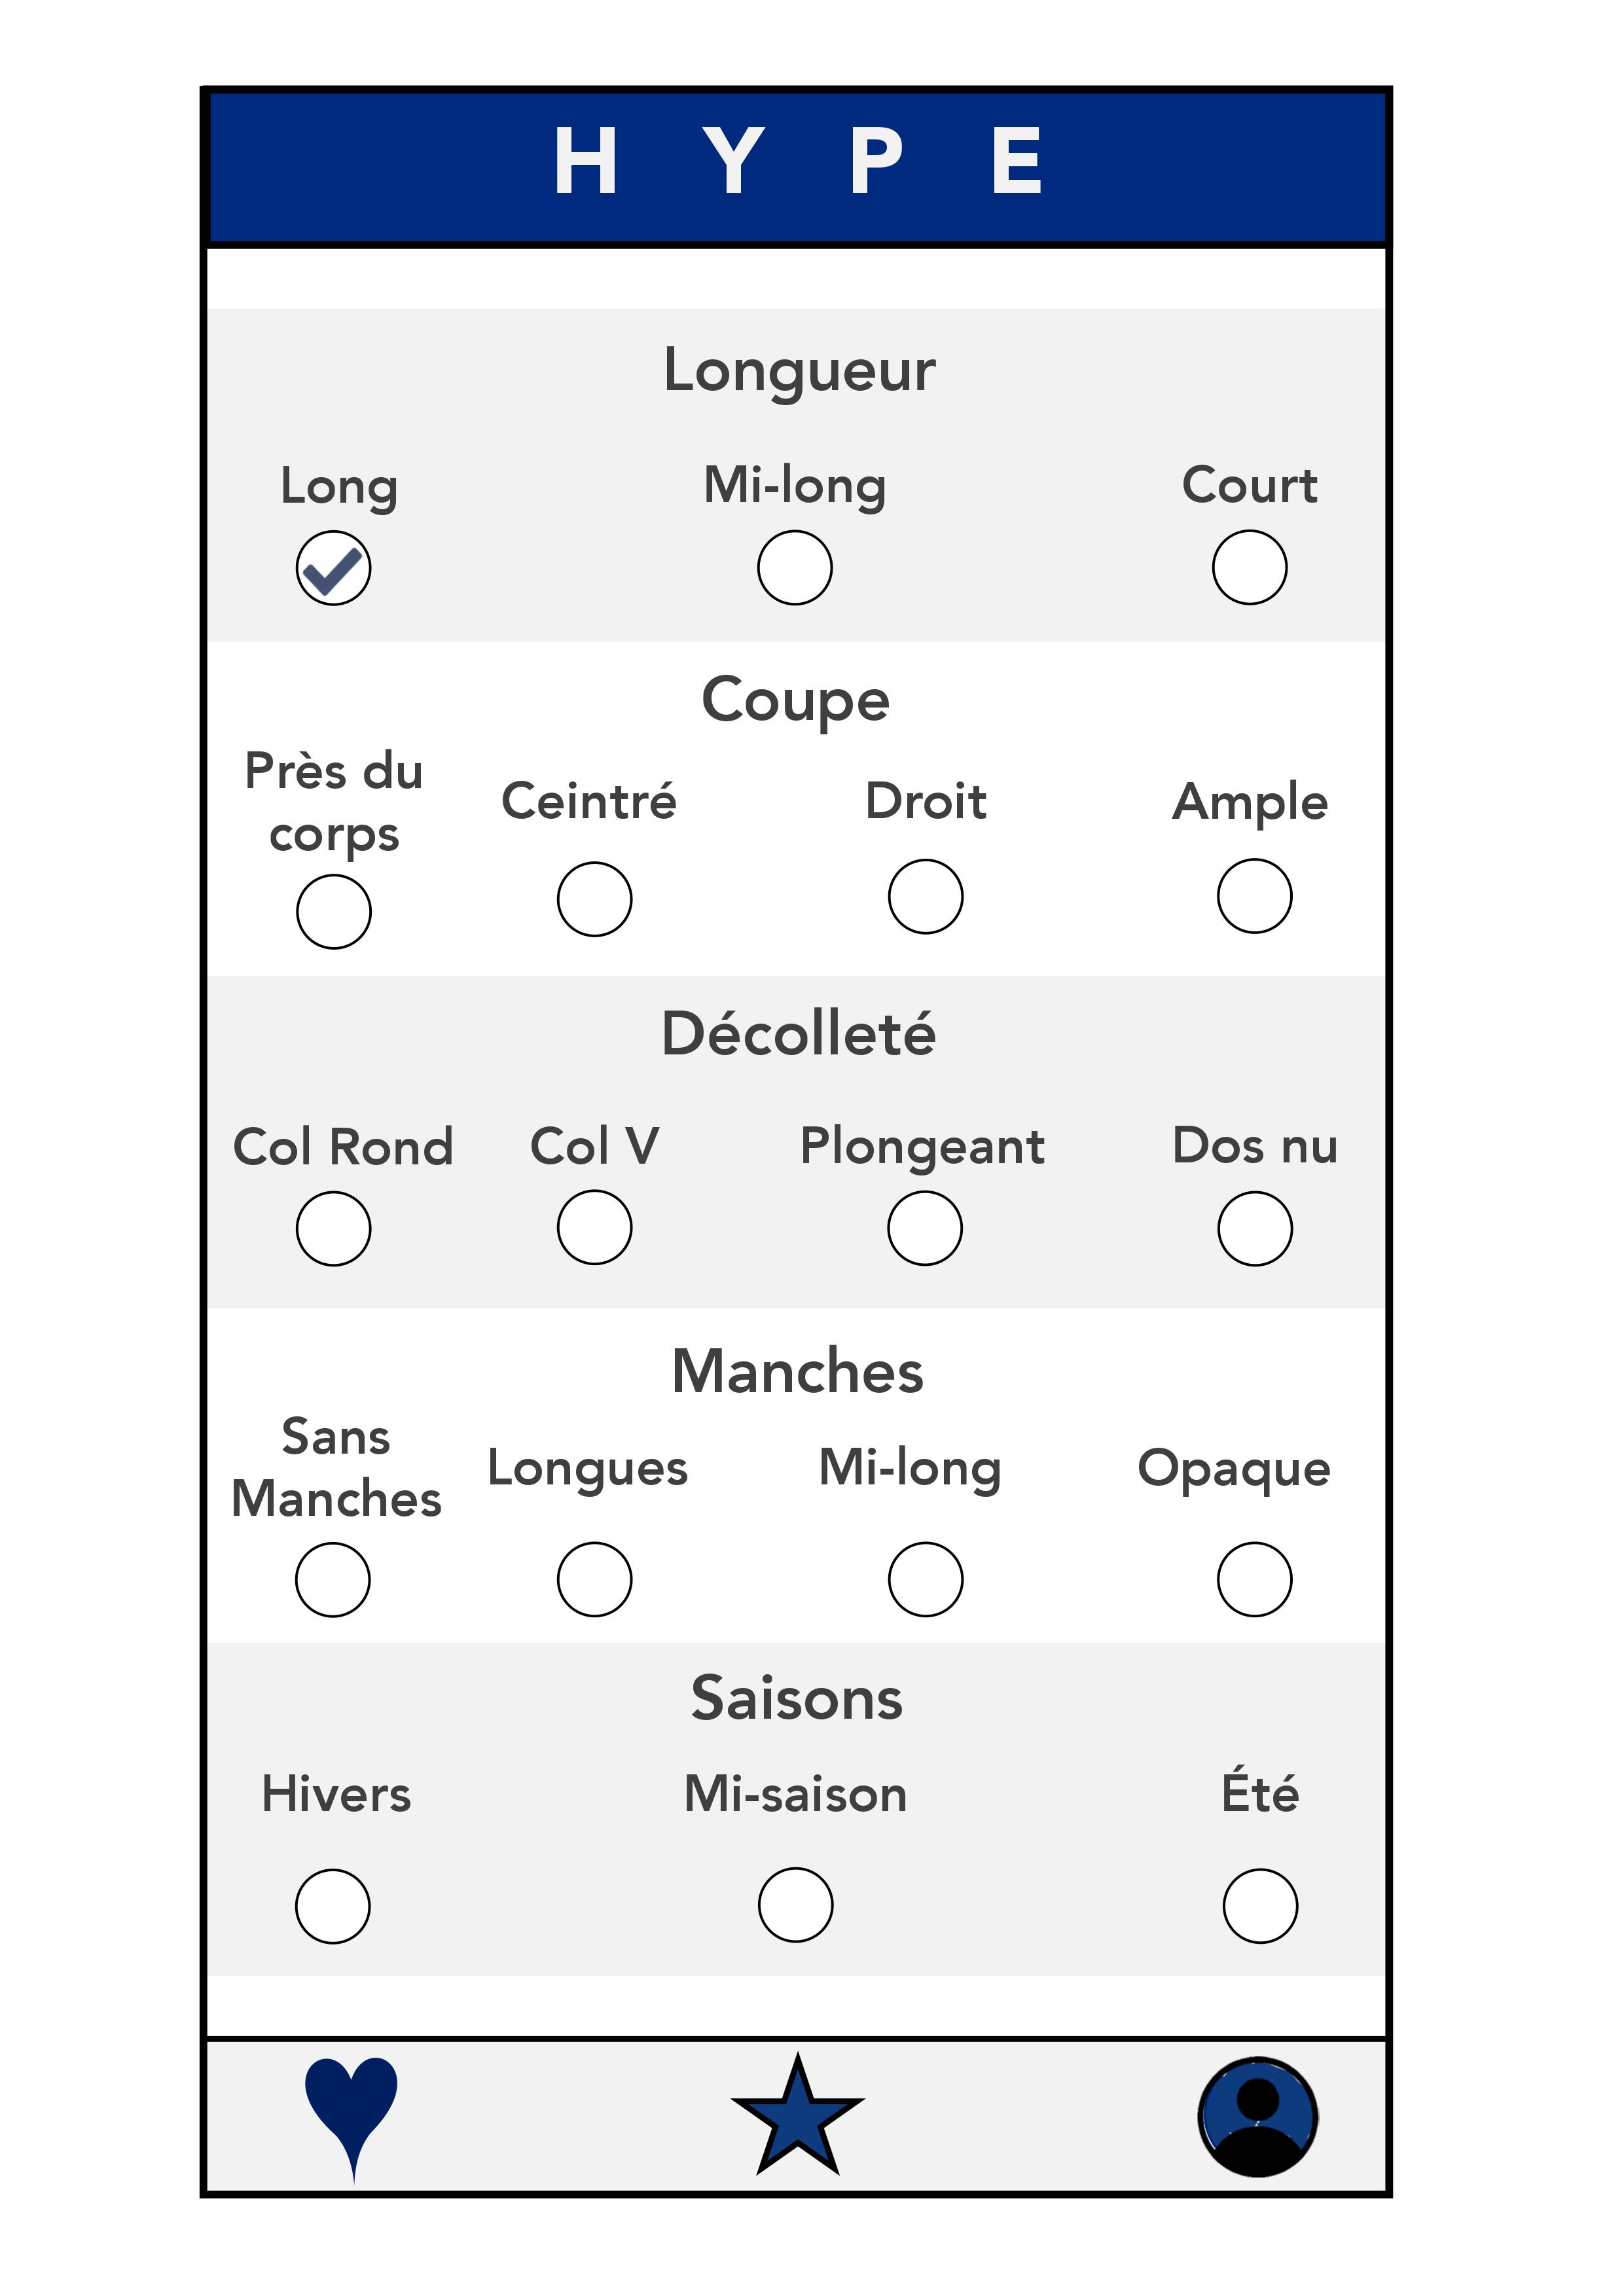 H Y P E
Longueur
Long Mi-long Court
Coupe
Près du
corps
Ceintré Droit Ample
Décolleté
Col Rond Col V Plongeant Dos nu
Manches
Sans
Manches
Longues Mi-long Opaque
Saisons
Hivers Mi-saison Été